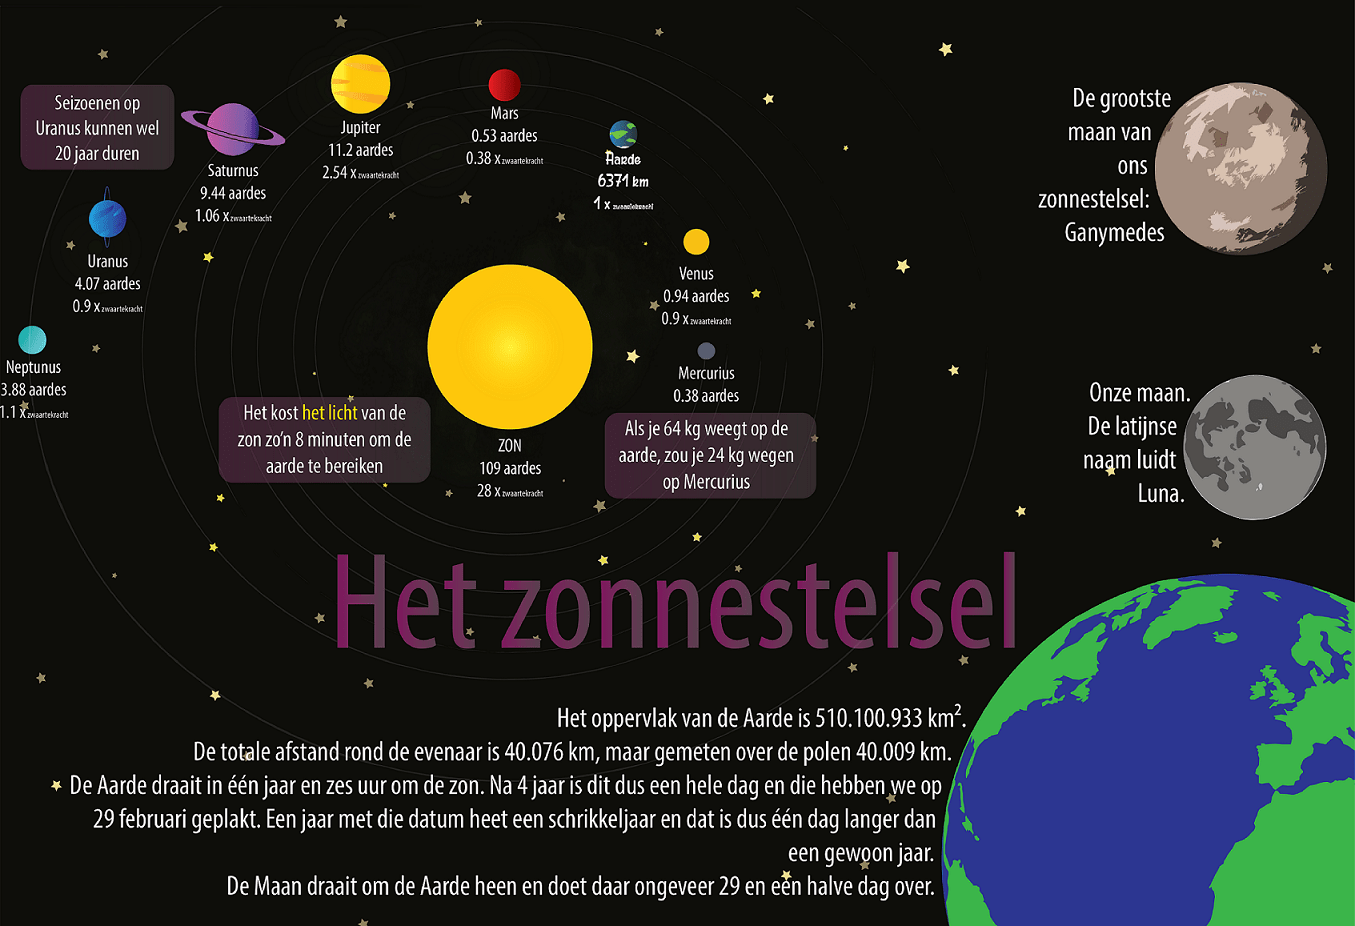 Seizoenen op
Uranus kunnen wel
20 jaar duren
Saturnus
9.44 aardes
1.06 x zwaartekracht
Jupiter
11.2 aardes
2.54 x zwaartekracht
Mars
0.53 aardes
0.38 x zwaartekracht
Aarde
6371 km
1 x zwaartekracht
Uranus
4.07 aardes
0.9 x zwaartekracht
Venus
0.94 aardes
0.9 x zwaartekracht
Neptunus
3.88 aardes
1.1 x zwaartekracht
Mercurius
0.38 aardes
Het kost het licht van de
zon zo'n 8 minuten om de
aarde te bereiken
ZON
109 aardes
28 x zwaartekracht
Als je 64 kg weegt op de
aarde, zou je 24 kg wegen
op Mercurius
De grootste
maan van
ons
zonnestelsel:
Ganymedes
Onze maan.
De latijnse
naam luidt
Luna.
Het zonnestelsel
Het oppervlak van de Aarde is 510.100.933 km².
De totale afstand rond de evenaar is 40.076 km, maar gemeten over de polen 40.009 km.
De Aarde draait in één jaar en zes uur om de zon. Na 4 jaar is dit dus een hele dag en die hebben we op
29 februari geplakt. Een jaar met die datum heet een schrikkeljaar en dat is dus één dag langer dan
een gewoon jaar.
De Maan draait om de Aarde heen en doet daar ongeveer 29 en een halve dag over.